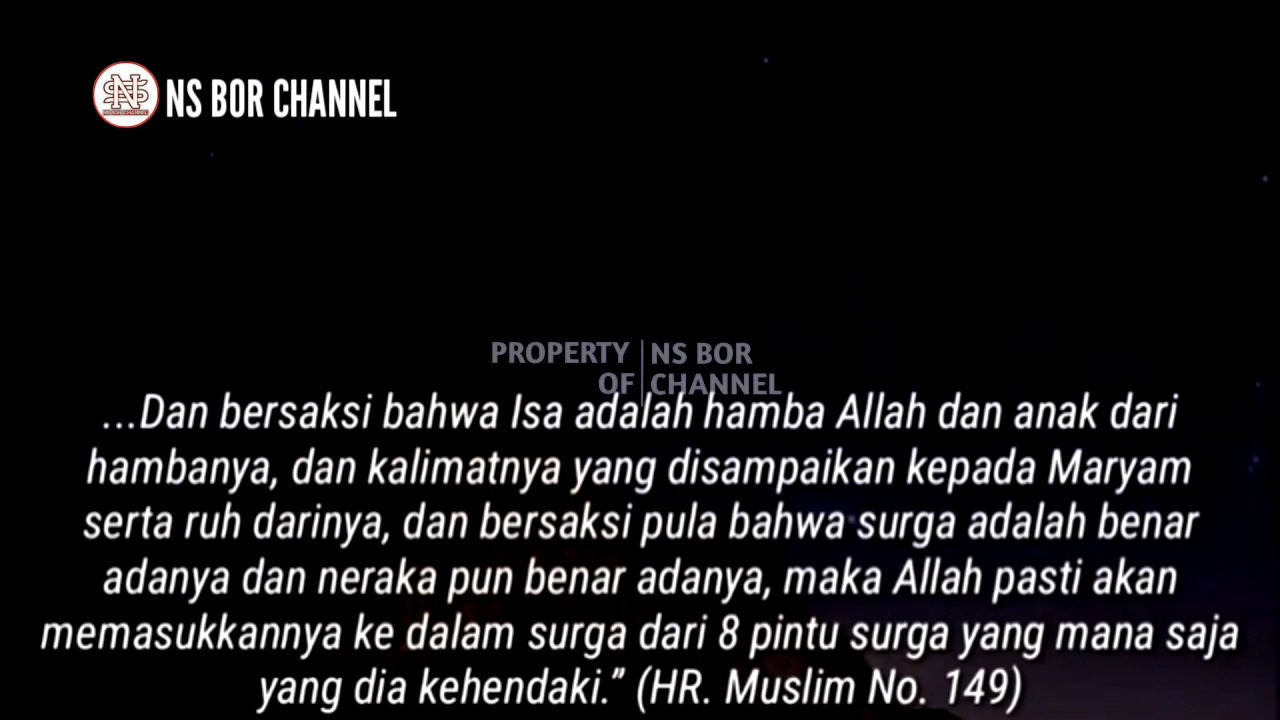 NS BOR CHANNEL
PROPERTY OF | NS BOR CHANNEL
...Dan bersaksi bahwa Isa adalah hamba Allah dan anak dari
hambanya, dan kalimatnya yang disampaikan kepada Maryam
serta ruh darinya, dan bersaksi pula bahwa surga adalah benar
adanya dan neraka pun benar adanya, maka Allah pasti akan
memasukkannya ke dalam surga dari 8 pintu surga yang mana saja
yang dia kehendaki.” (HR. Muslim No. 149)